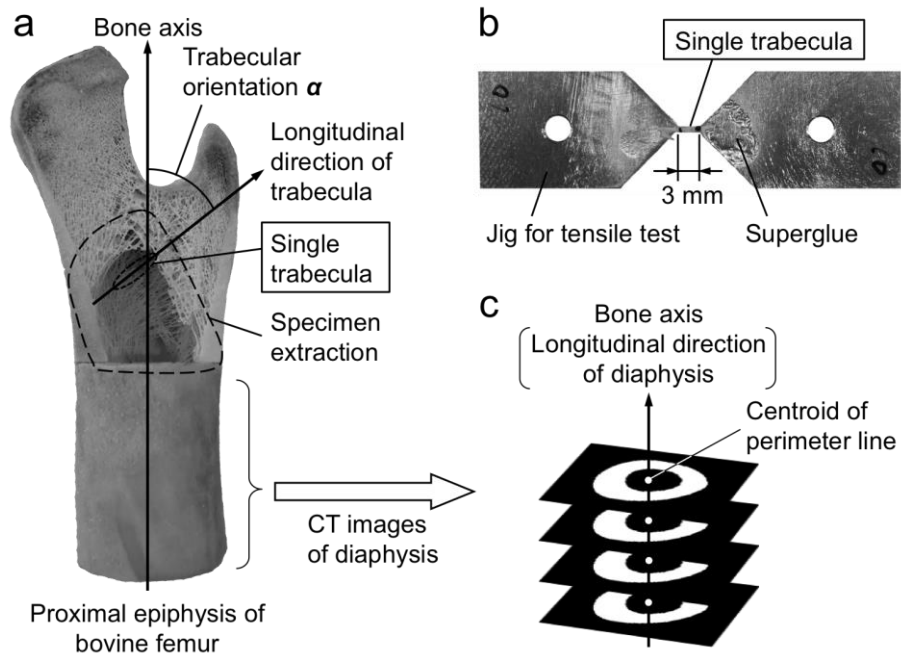 a
Bone axis
Trabecular
orientation α
Longitudinal
direction of
trabecula
Single
trabecula
Specimen
extraction
CT images
of diaphysis
Proximal epiphysis of
bovine femur
b
Single trabecula
3 mm
Jig for tensile test
Superglue
c
Bone axis
Longitudinal direction
of diaphysis
Centroid of
perimeter line